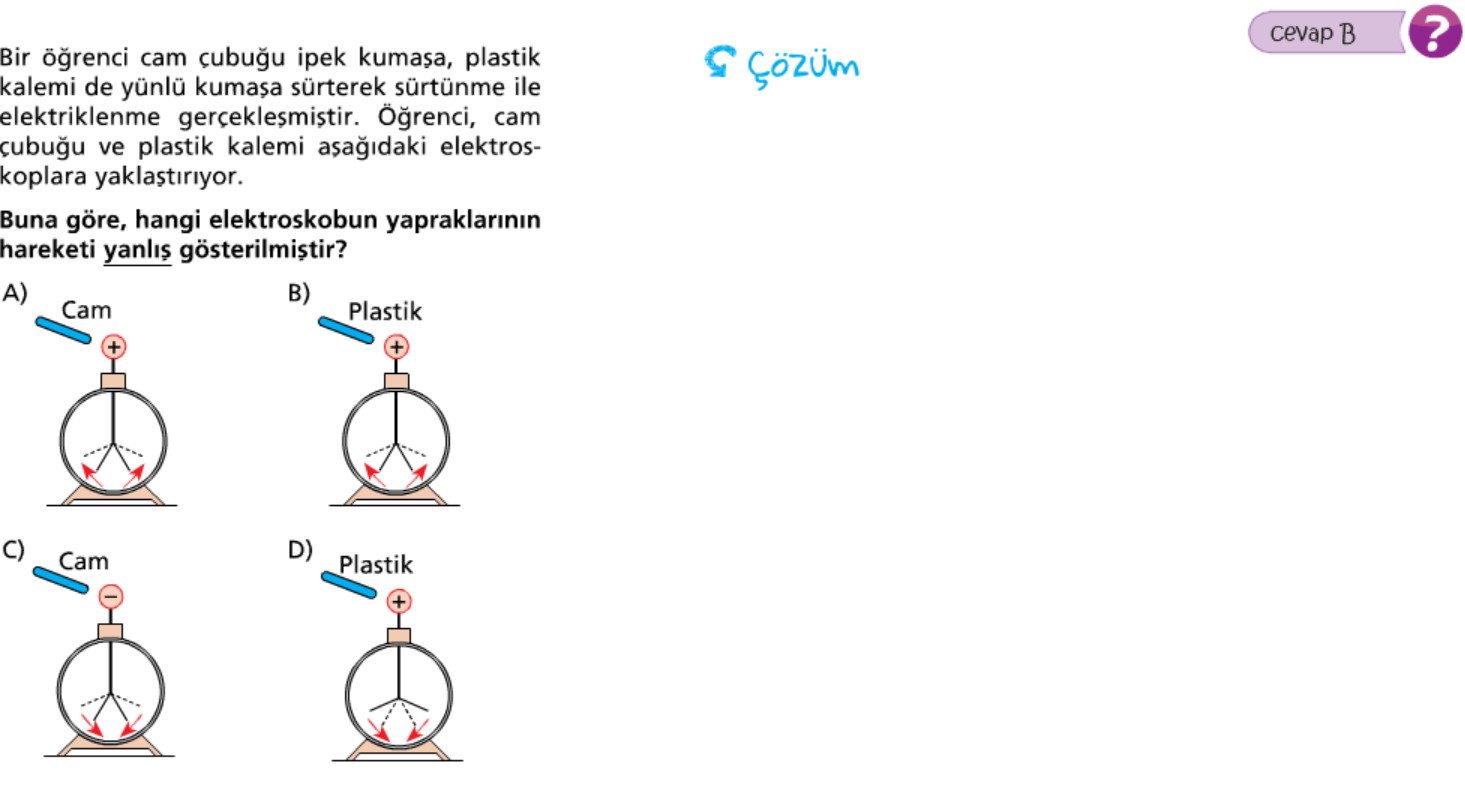 Bir öğrenci cam çubuğu ipek kumaşa, plastik
kalemi de yünlü kumaşa sürterek sürtünme ile
elektriklenme gerçekleşmiştir. Öğrenci, cam
çubuğu ve plastik kalemi aşağıdaki elektros-
koplara yaklaştırıyor.
Buna göre, hangi elektroskobun yapraklarının
hareketi yanlış gösterilmiştir?
A)
Cam
+
B)
Plastik
+
C)
Cam
−
D)
Plastik
+
Çözüm
Cevap B
?